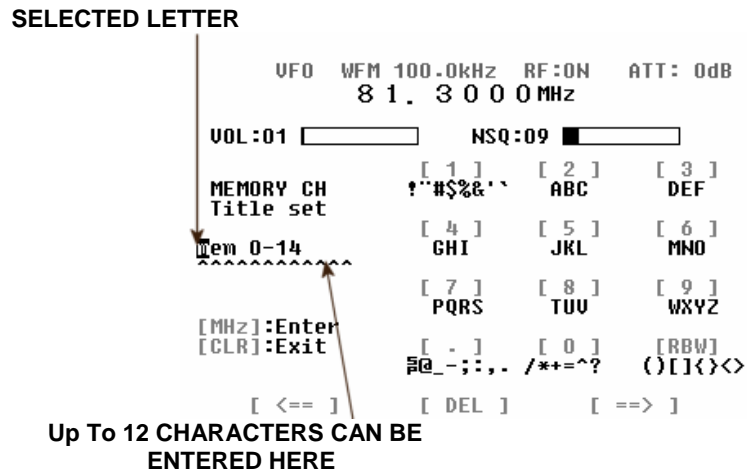 SELECTED LETTER
VFO WFM 100.0kHz RF:ON ATT: 0dB
81.3000MHz
VOL:01 NSQ:09
[ 1 ] [ 2 ] [ 3 ]
MEMORY CH !"#$%&'` ABC DEF
Title set
[ 4 ] [ 5 ] [ 6 ]
mem 0-14 GHI JKL MNO
^^^^^^^^^^^^
[ 7 ] [ 8 ] [ 9 ]
PQRS TUV WXYZ
[MHz]:Enter
[CLR]:Exit [ . ] [ 0 ] [RBW]
@_-;:,. /*+=^? ()[]{}<>
[ <== ] [ DEL ] [ ==> ]
Up To 12 CHARACTERS CAN BE
ENTERED HERE